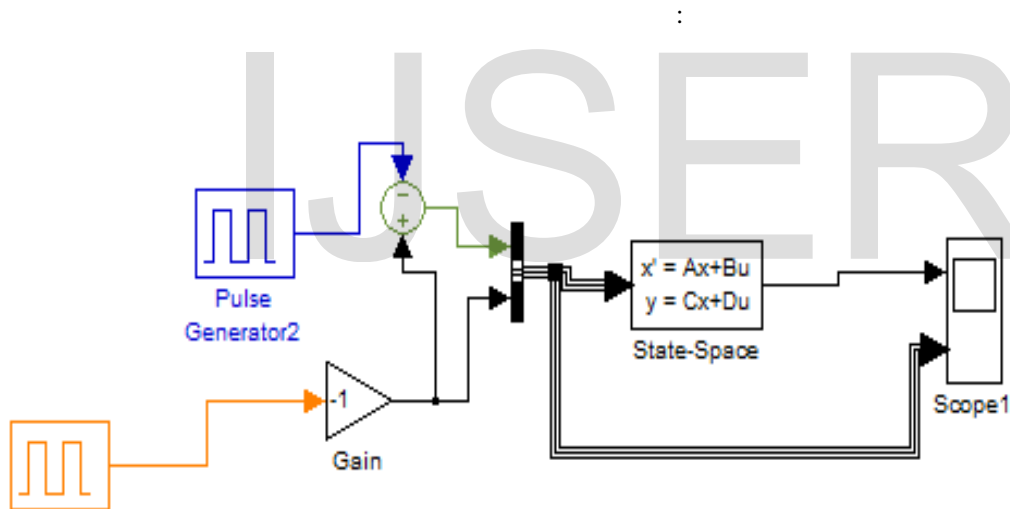 :
IJSER
−
+
Pulse
Generator2
x' = Ax+Bu
y = Cx+Du
State-Space
Scope1
-1
Gain